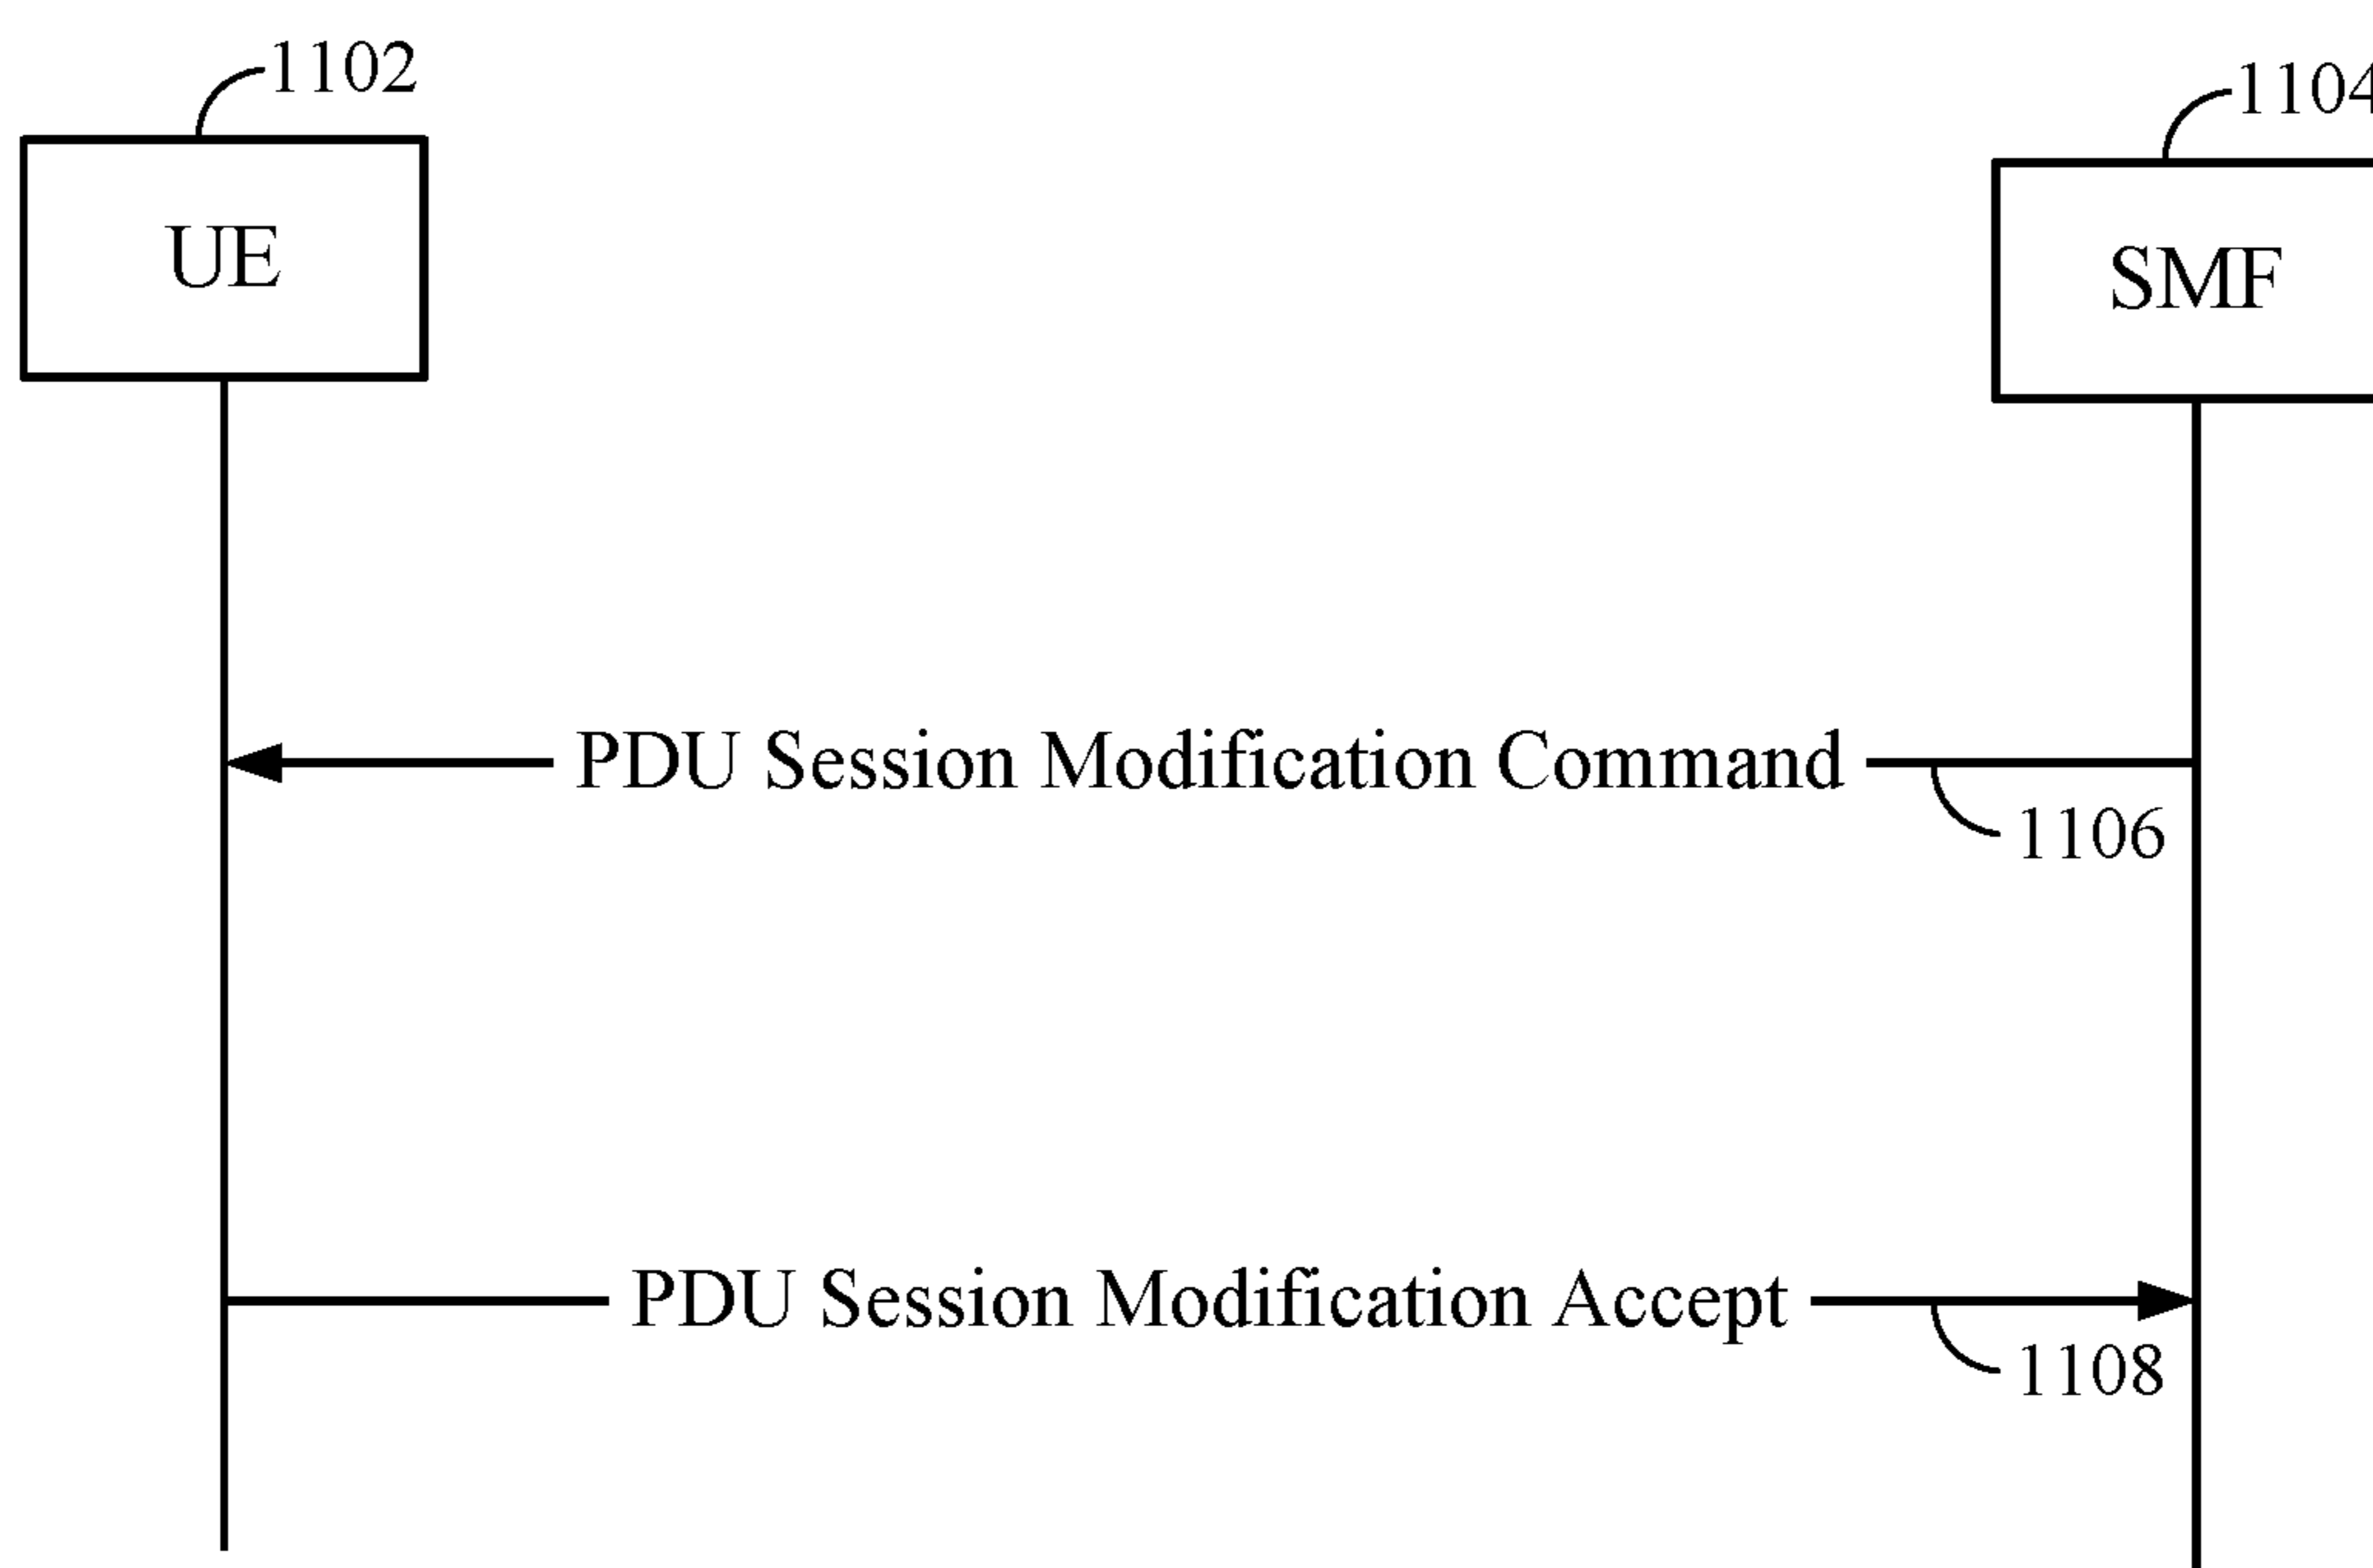 1102
1104
UE
SMF
PDU Session Modification Command
1106
PDU Session Modification Accept
1108